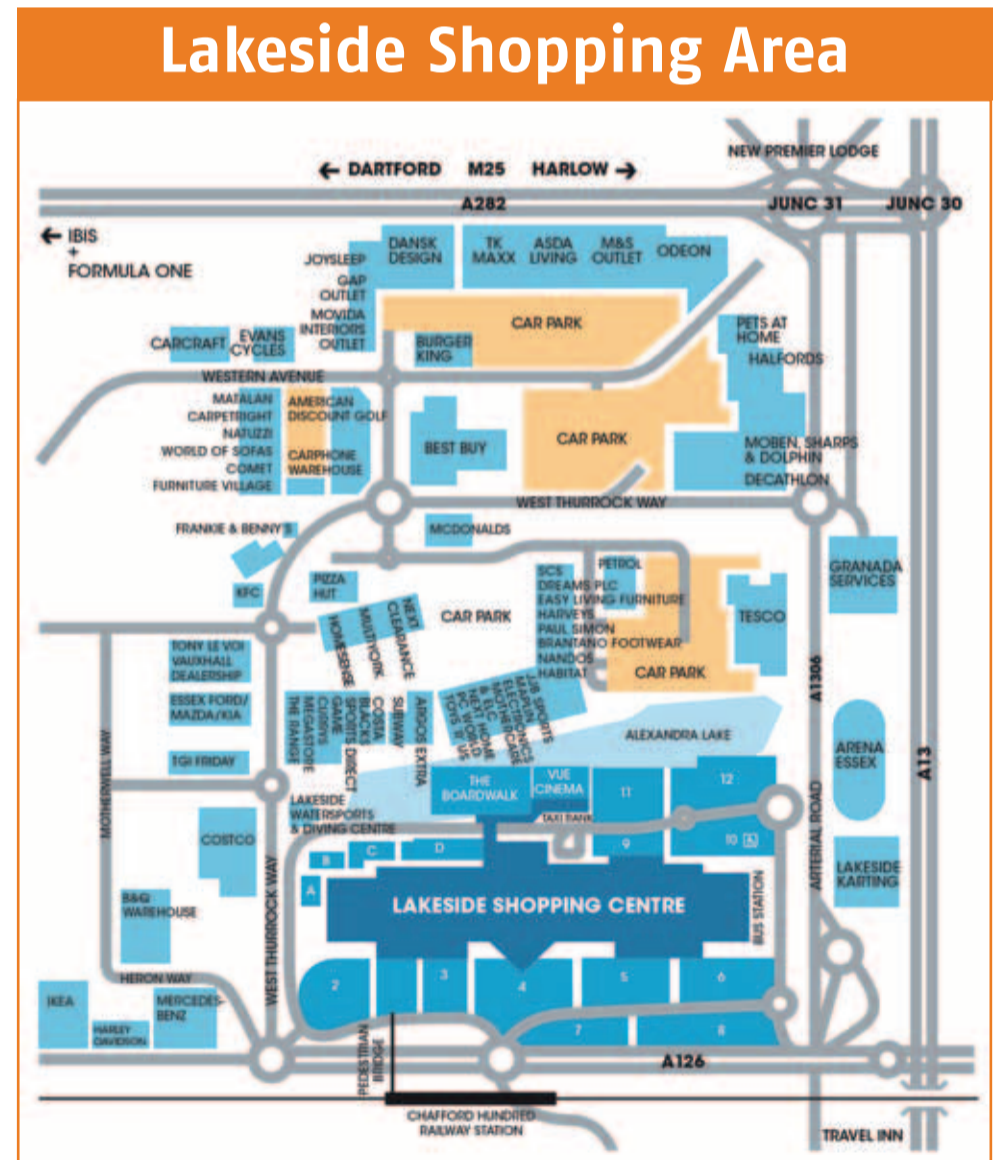 Lakeside Shopping Area
NEW PREMIER LODGE
← DARTFORD M25 HARLOW →
A282
JUNC 31
JUNC 30
← IBIS
+
FORMULA ONE
JOYSLEEP
DANSK
DESIGN
TK
MAXX
ASDA
LIVING
M&S
OUTLET
ODEON
GAP
OUTLET
MOVIDA
INTERIORS
OUTLET
CAR PARK
CARCRAFT
EVANS
CYCLES
BURGER
KING
PETS AT
HOME
HALFORDS
WESTERN AVENUE
MATALAN
CARPETRIGHT
NATUZZI
WORLD OF SOFAS
COMET
FURNITURE VILLAGE
AMERICAN
DISCOUNT GOLF
CARPHONE
WAREHOUSE
BEST BUY
CAR PARK
MOBEN, SHARPS
& DOLPHIN
DECATHLON
WEST THURROCK WAY
FRANKIE & BENNY'S
MCDONALDS
KFC
PIZZA
HUT
PETROL
SCS
DREAMS PLC
EASY LIVING FURNITURE
HARVEYS
PAUL SIMON
BRANTANO FOOTWEAR
NANDOS
HABITAT
GRANADA
SERVICES
TESCO
CAR PARK
CAR PARK
NEXT
CLEARANCE
MULTIYORK
HOMESENSE
TONY LE VOI
VAUXHALL
DEALERSHIP
ESSEX FORD/
MAZDA/KIA
TGI FRIDAY
THE RANGE
CURRYS
MEGASTORE
GAME
SPORTS DIRECT
BLACKS
COSTA
SUBWAY
ARGOS EXTRA
JJB SPORTS
MAPLIN
ELECTRONICS
MOTHERCARE
& ELC
NEXT HOME
PC WORLD
TOYS R US
A1306
ALEXANDRA LAKE
ARENA
ESSEX
A13
MOTHERWELL WAY
THE
BOARDWALK
VUE
CINEMA
11
12
LAKESIDE
WATERSPORTS
& DIVING CENTRE
TAXI RANK
ARTERIAL ROAD
COSTCO
A
B
C
D
9
10
LAKESIDE
KARTING
LAKESIDE SHOPPING CENTRE
BUS STATION
B&Q
WAREHOUSE
WEST THURROCK WAY
HERON WAY
2
3
4
5
6
7
8
IKEA
HARLEY
DAVIDSON
MERCEDES-
BENZ
PEDESTRIAN
BRIDGE
A126
CHAFFORD HUNDRED
RAILWAY STATION
TRAVEL INN